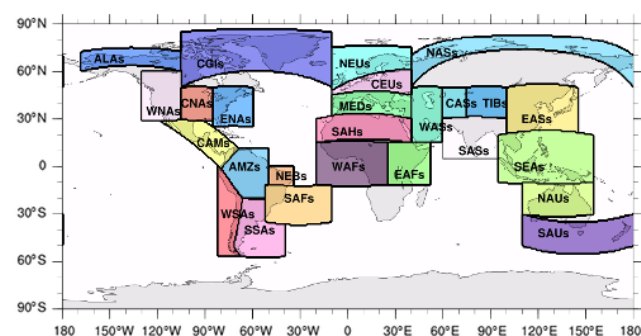 90°N
60°N
30°N
0
30°S
60°S
90°S
ALAs
CGIs
NEUs
NASs
CEUs
WNAs
CNAs
ENAs
MEDs
WASs
CASs
TIBs
EASs
CAMs
SAHs
SASs
AMZs
NEBs
WAFs
EAFs
SEAs
WSAs
SAFs
NAUs
SSAs
SAUs
180 150°W 120°W 90°W 60°W 30°W 0 30°E 60°E 90°E 120°E 150°E 180